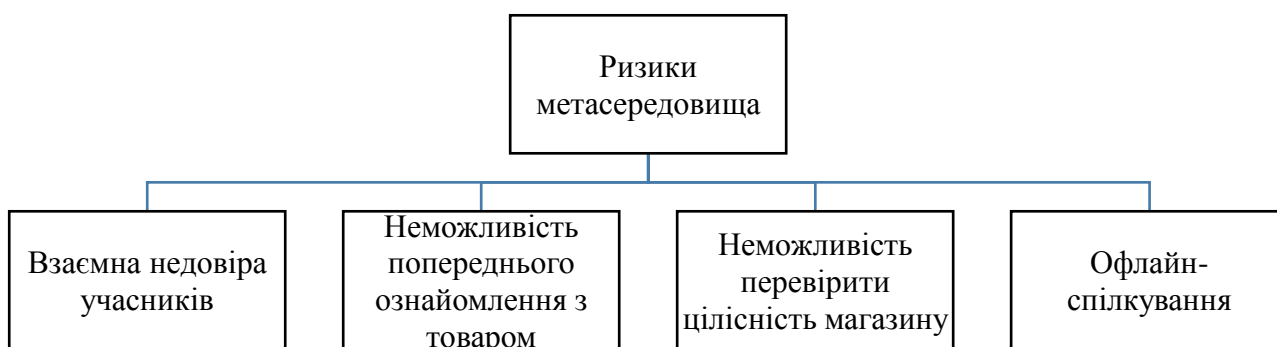 Ризики
метасередовища
Взаємна недовіра
учасників
Неможливість
попереднього
ознайомлення з
товаром
Неможливість
перевірити
цілісність магазину
Офлайн-
спілкування